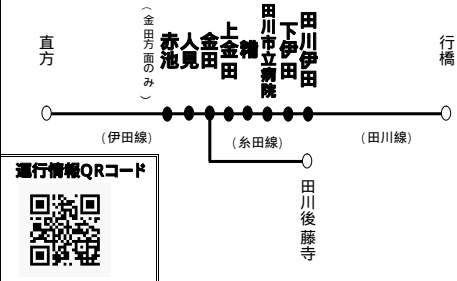 直方
（金田方面のみ）
赤池
人見
金田
上金田
糒
田川市立病院
下伊田
田川伊田
行橋
(伊田線)
(糸田線)
(田川線)
田川後藤寺
運行情報QRコード